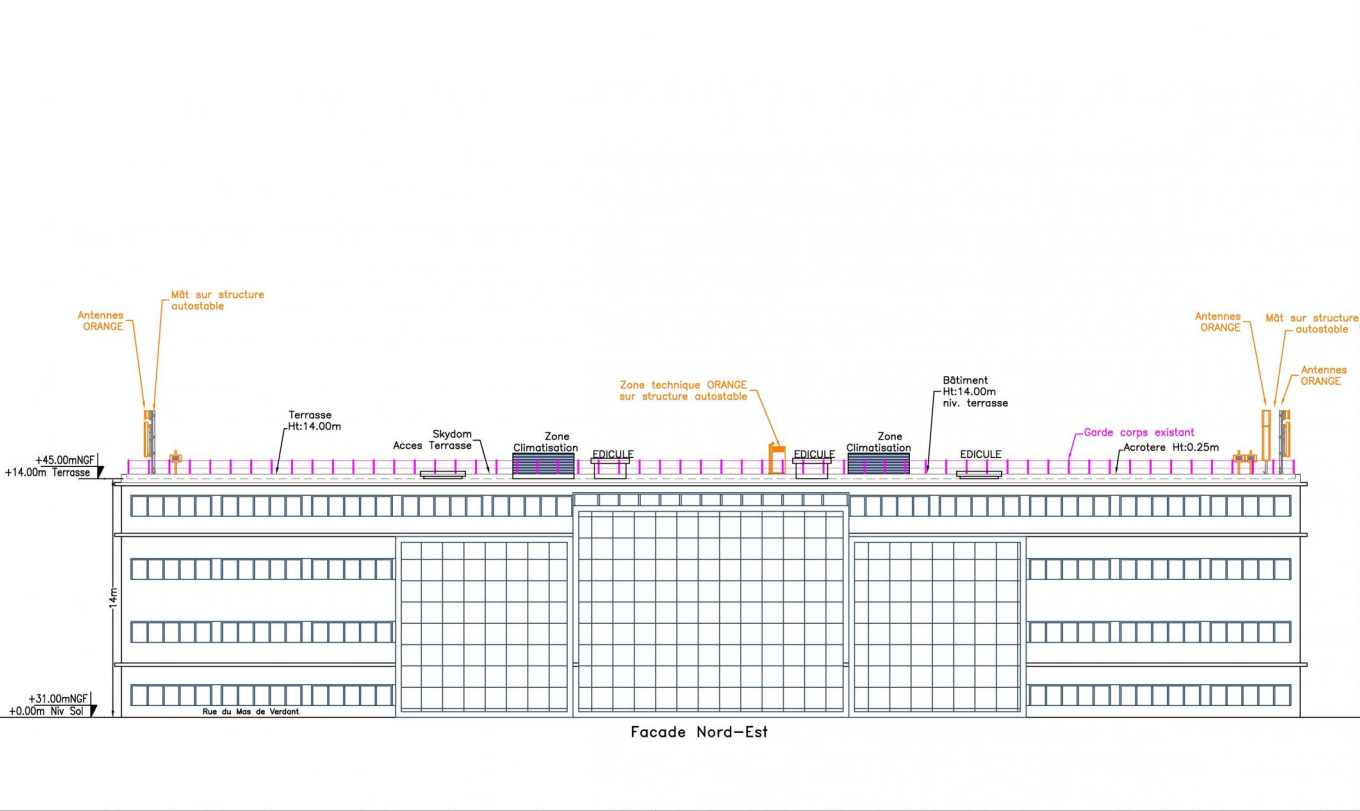 Mât sur structure
autostable
Antennes
ORANGE
Antennes
ORANGE
Mât sur structure
autostable
Antennes
ORANGE
Zone technique ORANGE
sur structure autostable
Bâtiment
Ht:14.00m
niv. terrasse
Terrasse
Ht:14.00m
Skydom
Acces Terrasse
Zone
Climatisation
EDICULE
EDICULE
Zone
Climatisation
EDICULE
Garde corps existant
Acrotere Ht:0.25m
+45.00mNGF
+14.00m Terrasse
14m
+31.00mNGF
+0.00m Niv Sol
Rue du Mas de Verdant
Facade Nord-Est